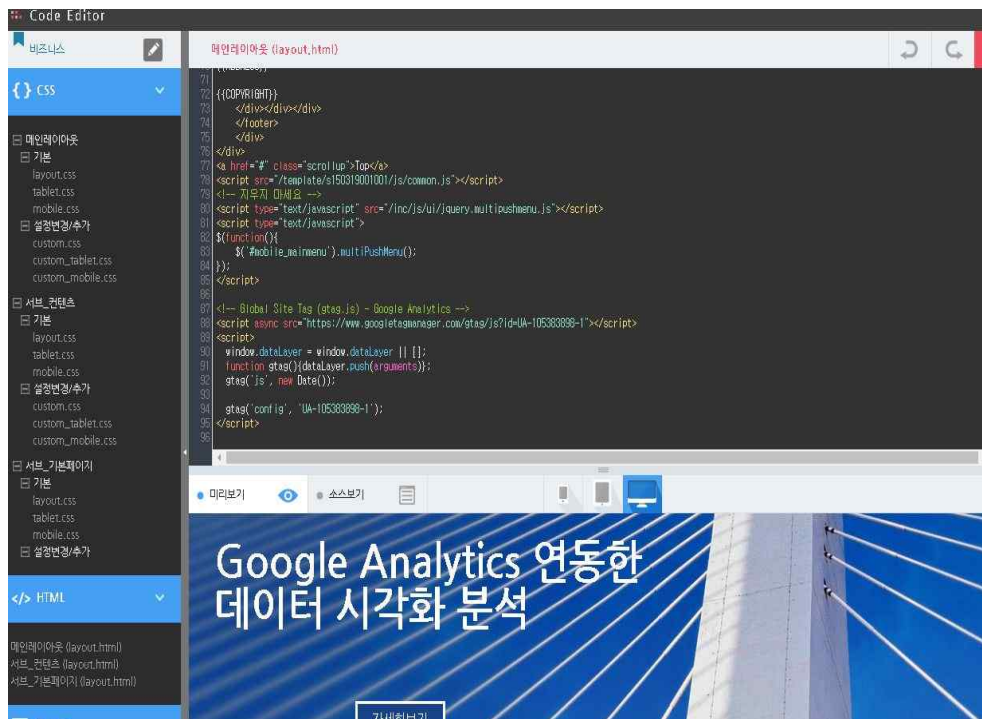 Code Editor
비즈니스
메인레이아웃 (layout.html)
{ } CSS
메인레이아웃
기본
layout.css
tablet.css
mobile.css
설정변경/추가
custom.css
custom_tablet.css
custom_mobile.css
서브_컨텐츠
기본
layout.css
tablet.css
mobile.css
설정변경/추가
custom.css
custom_tablet.css
custom_mobile.css
서브_기본페이지
기본
layout.css
tablet.css
mobile.css
설정변경/추가
</> HTML
메인레이아웃 (layout.html)
서브_컨텐츠 (layout.html)
서브_기본페이지 (layout.html)
71
72 {{COPYRIGHT}}
73 </div></div></div>
74 </footer>
75 </div>
76 </div>
77 <a href="#" class="scrollup">Top</a>
78 <script src="/template/s150319001001/js/common.js"></script>
79 <!-- 지우지 마세요 -->
80 <script type="text/javascript" src="/inc/js/ui/jquery.multipushmenu.js"></script>
81 <script type="text/javascript">
82 $(function(){
83 $('#mobile_mainmenu').multiPushMenu();
84 });
85 </script>
86
87 <!-- Global Site Tag (gtag.js) - Google Analytics -->
88 <script async src="https://www.googletagmanager.com/gtag/js?id=UA-105383898-1"></script>
89 <script>
90 window.dataLayer = window.dataLayer || [];
91 function gtag(){dataLayer.push(arguments)};
92 gtag('js', new Date());
93
94 gtag('config', 'UA-105383898-1');
95 </script>
96
미리보기
소스보기
Google Analytics 연동한
데이터 시각화 분석
자세히보기